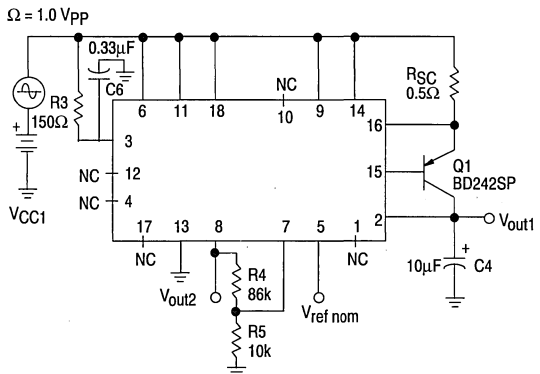 Ω = 1.0 VPP
0.33µF
C6
R3
150Ω
VCC1
RSC
0.5Ω
NC
6
11
18
10
9
14
16
3
15
Q1
BD242SP
NC
12
NC
4
2
Vout1
17
13
8
7
5
1
NC
NC
10µF
C4
+
+
R4
86k
Vout2
Vref nom
R5
10k